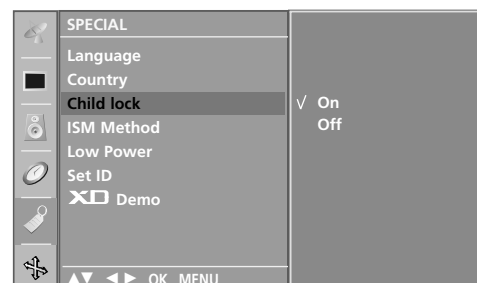 SPECIAL
Language
Country
Child lock
√ On
Off
ISM Method
Low Power
Set ID
XD Demo
▲▼ ◄► OK MENU